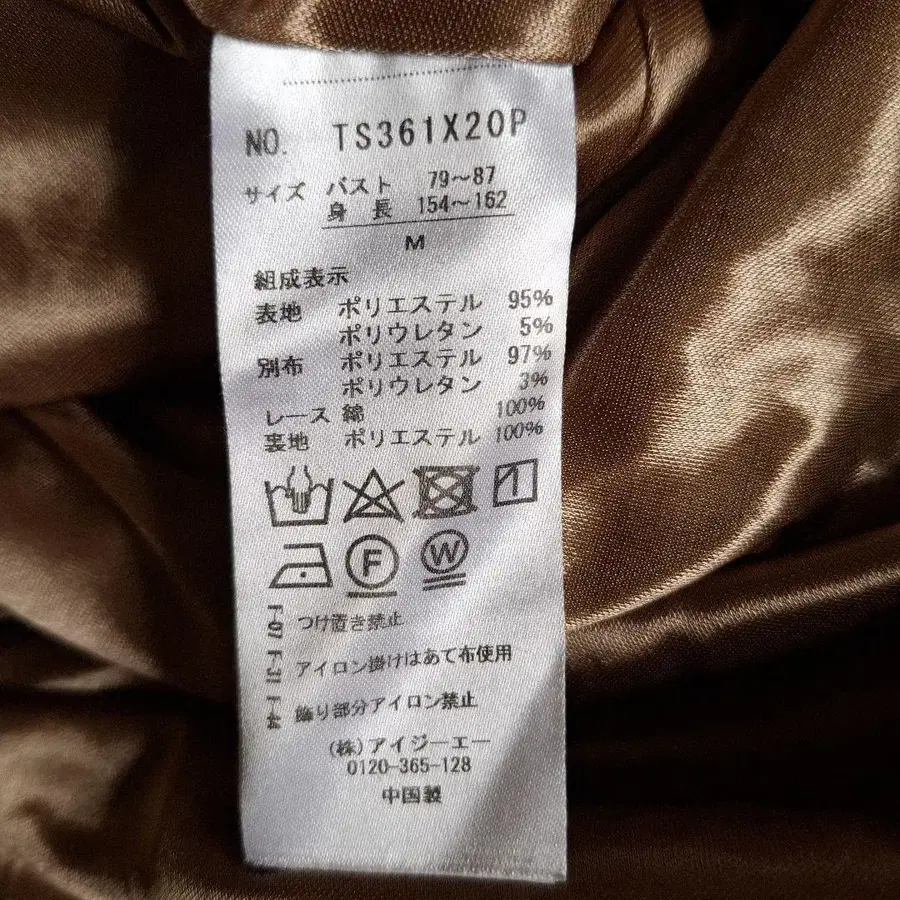 NO. TS361X20P
サイズ バスト 79～87
身長 154～162
M
組成表示
表地 ポリエステル 95%
ポリウレタン 5%
別布 ポリエステル 97%
ポリウレタン 3%
レース 綿 100%
裏地 ポリエステル 100%
F W
F-07 つけ置き禁止
F-31 アイロン掛けはあて布使用
F-44 飾り部分アイロン禁止
(株)アイジーエー
0120-365-128
中国製